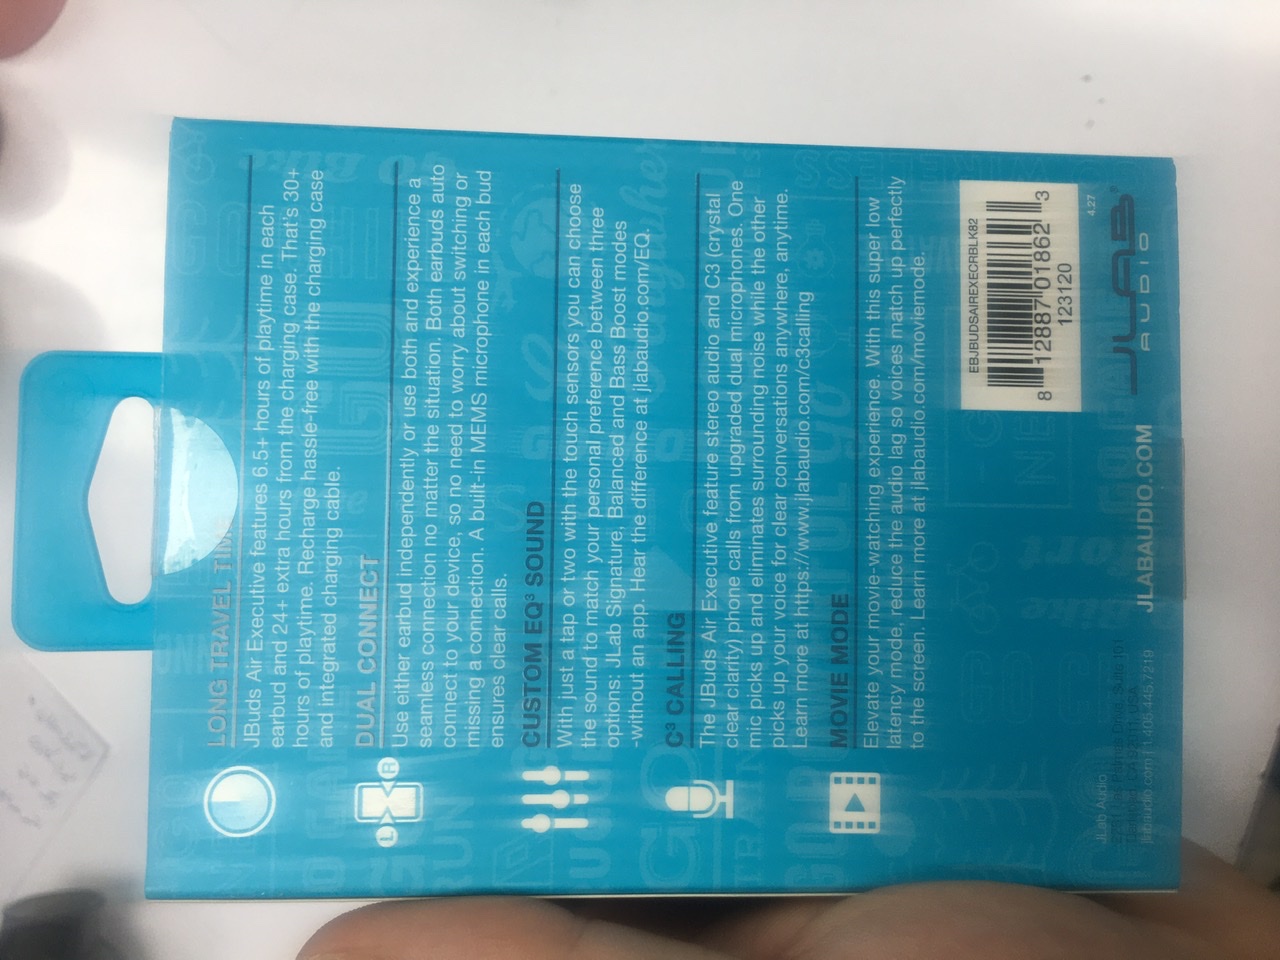 LONG TRAVEL TIME
JBuds Air Executive features 6.5+ hours of playtime in each
earbud and 24+ extra hours from the charging case. That's 30+
hours of playtime. Recharge hassle-free with the charging case
and integrated charging cable.
L R
DUAL CONNECT
Use either earbud independently or use both and experience a
seamless connection no matter the situation. Both earbuds auto
connect to your device, so no need to worry about switching or
missing a connection. A built-in MEMS microphone in each bud
ensures clear calls.
CUSTOM EQ³ SOUND
With just a tap or two with the touch sensors you can choose
the sound to match your personal preference between three
options: JLab Signature, Balanced and Bass Boost modes
-without an app. Hear the difference at jlabaudio.com/EQ.
C³ CALLING
The JBuds Air Executive feature stereo audio and C3 (crystal
clear clarity) phone calls from upgraded dual microphones. One
mic picks up and eliminates surrounding noise while the other
picks up your voice for clear conversations anywhere, anytime.
Learn more at https://www.jlabaudio.com/c3calling
MOVIE MODE
Elevate your movie-watching experience. With this super low
latency mode, reduce the audio lag so voices match up perfectly
to the screen. Learn more at jlabaudio.com/moviemode.
EBJBUDSAIREXECRBLK82
8 12887 01862 3
123120
4.27
JLab Audio
jlabaudio.com | 1.405.445.7219
JLABAUDIO.COM
JLAB®
AUDIO